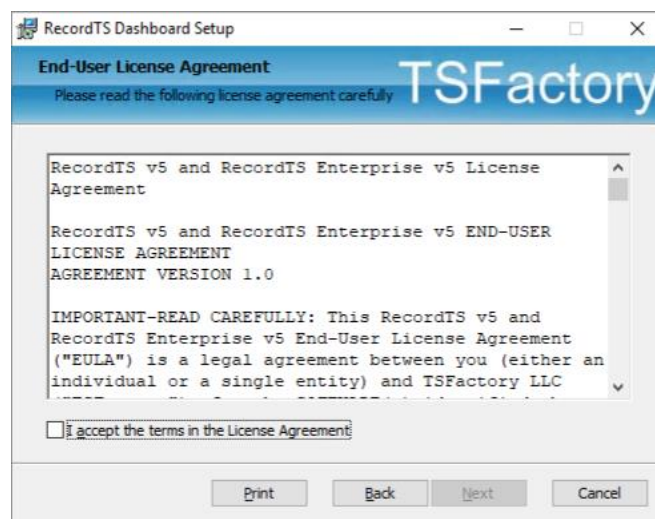 RecordTS Dashboard Setup
End-User License Agreement
Please read the following license agreement carefully
TSFactory
RecordTS v5 and RecordTS Enterprise v5 License
Agreement
RecordTS v5 and RecordTS Enterprise v5 END-USER
LICENSE AGREEMENT
AGREEMENT VERSION 1.0
IMPORTANT-READ CAREFULLY: This RecordTS v5 and
RecordTS Enterprise v5 End-User License Agreement
("EULA") is a legal agreement between you (either an
individual or a single entity) and TSFactory LLC
I accept the terms in the License Agreement
Print
Back
Next
Cancel